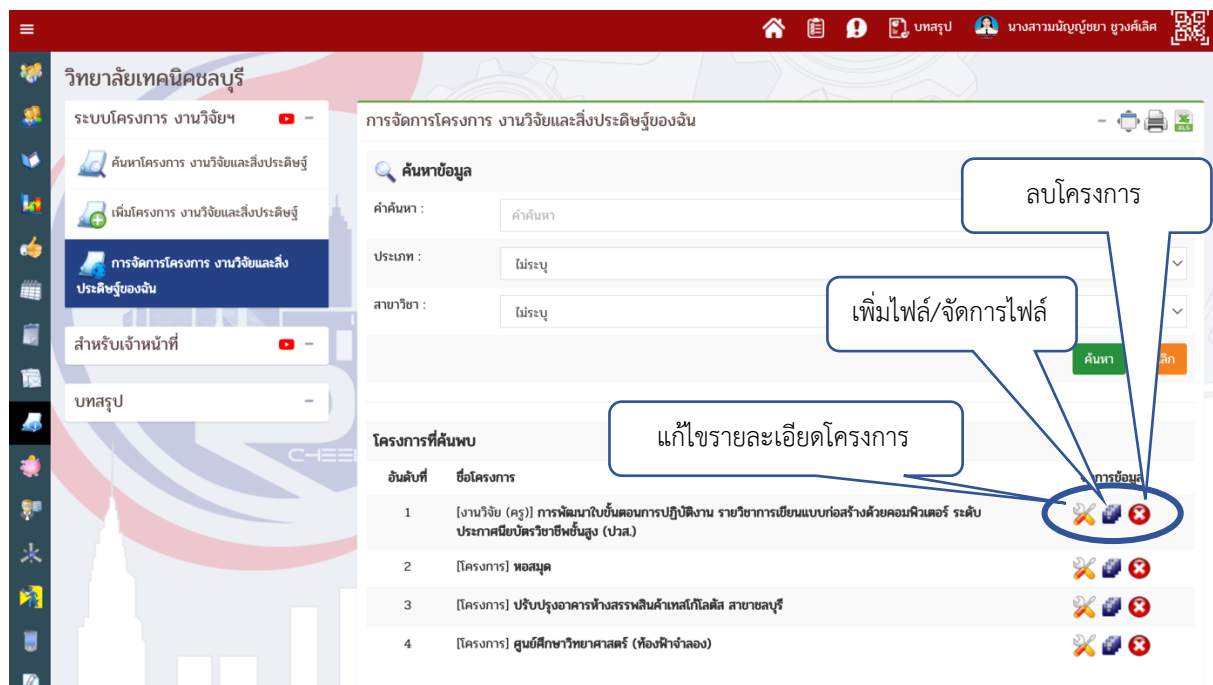 บทสรุป
นางสาวมนัญญ์ชยา ชูวงศ์เลิศ
วิทยาลัยเทคนิคชลบุรี
ระบบโครงการ งานวิจัยฯ
ค้นหาโครงการ งานวิจัยและสิ่งประดิษฐ์
เพิ่มโครงการ งานวิจัยและสิ่งประดิษฐ์
การจัดการโครงการ งานวิจัยและสิ่ง
ประดิษฐ์ของฉัน
สำหรับเจ้าหน้าที่
บทสรุป
การจัดการโครงการ งานวิจัยและสิ่งประดิษฐ์ของฉัน
XLS
ค้นหาข้อมูล
คำค้นหา :
คำค้นหา
ประเภท :
ไม่ระบุ
สาขาวิชา :
ไม่ระบุ
ค้นหา
ลบโครงการ
เพิ่มไฟล์/จัดการไฟล์
แก้ไขรายละเอียดโครงการ
โครงการที่ค้นพบ
อันดับที่ ชื่อโครงการ
1 [งานวิจัย (ครู)] การพัฒนาใบขั้นตอนการปฏิบัติงาน รายวิชาการเขียนแบบก่อสร้างด้วยคอมพิวเตอร์ ระดับ
ประกาศนียบัตรวิชาชีพชั้นสูง (ปวส.)
2 [โครงการ] หอสมุด
3 [โครงการ] ปรับปรุงอาคารห้างสรรพสินค้าเทสโก้โลตัส สาขาชลบุรี
4 [โครงการ] ศูนย์ศึกษาวิทยาศาสตร์ (ท้องฟ้าจำลอง)